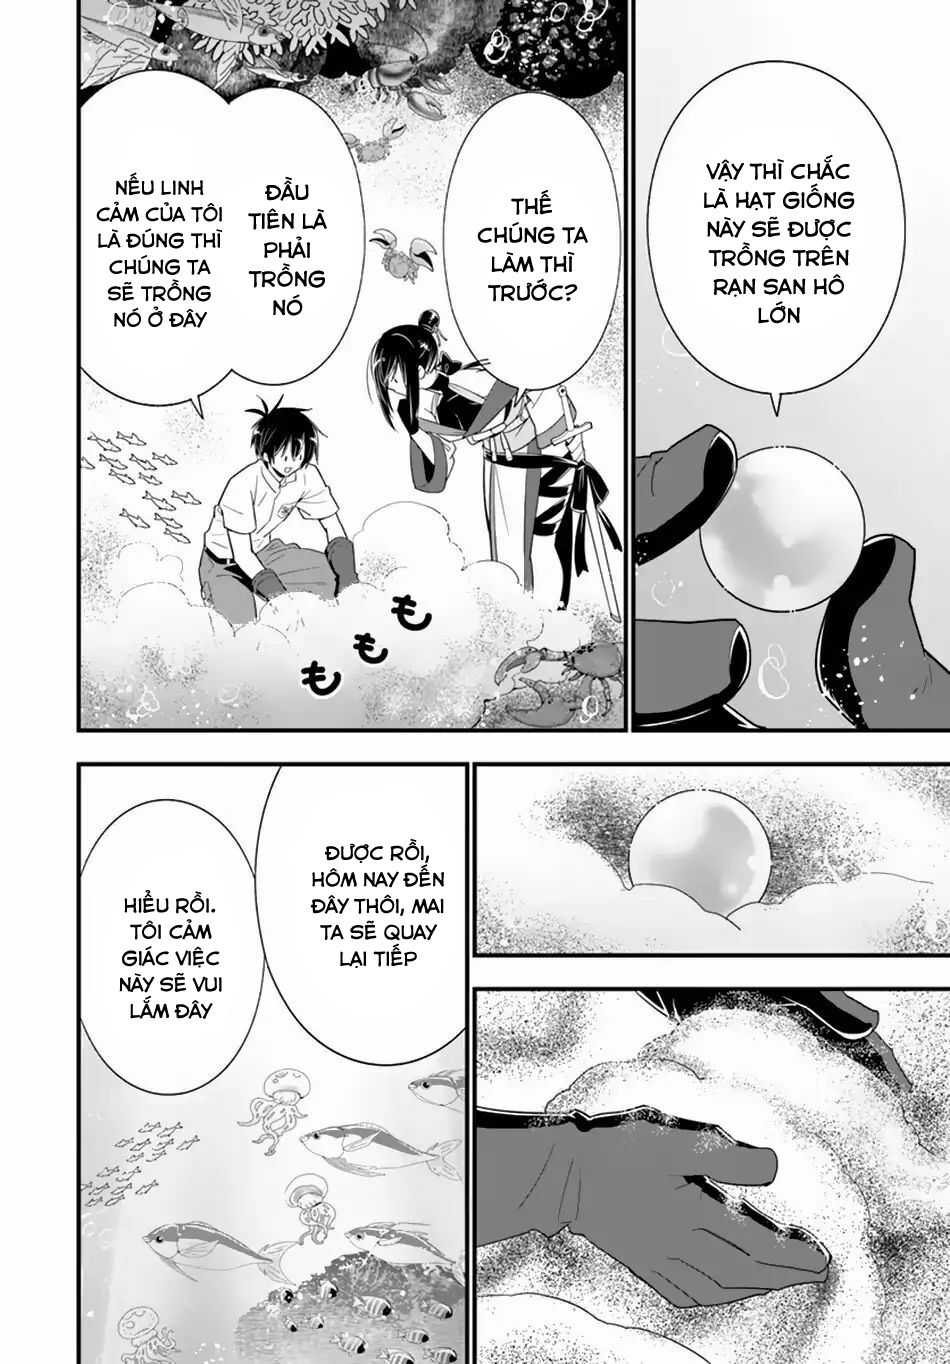 VẬY THÌ CHẮC
LÀ HẠT GIỐNG
NÀY SẼ ĐƯỢC
TRỒNG TRÊN
RẠN SAN HÔ
LỚN
THẾ
CHÚNG TA
LÀM THÌ
TRƯỚC?
ĐẦU
TIÊN LÀ
PHẢI
TRỒNG
NÓ
NẾU LINH
CẢM CỦA TÔI
LÀ ĐÚNG THÌ
CHÚNG TA
SẼ TRỒNG
NÓ Ở ĐÂY
も
も
も
ĐƯỢC RỒI,
HÔM NAY ĐẾN
ĐÂY THÔI, MAI
TA SẼ QUAY
LẠI TIẾP
HIỂU RỒI.
TÔI CẢM
GIÁC VIỆC
NÀY SẼ VUI
LẮM ĐÂY